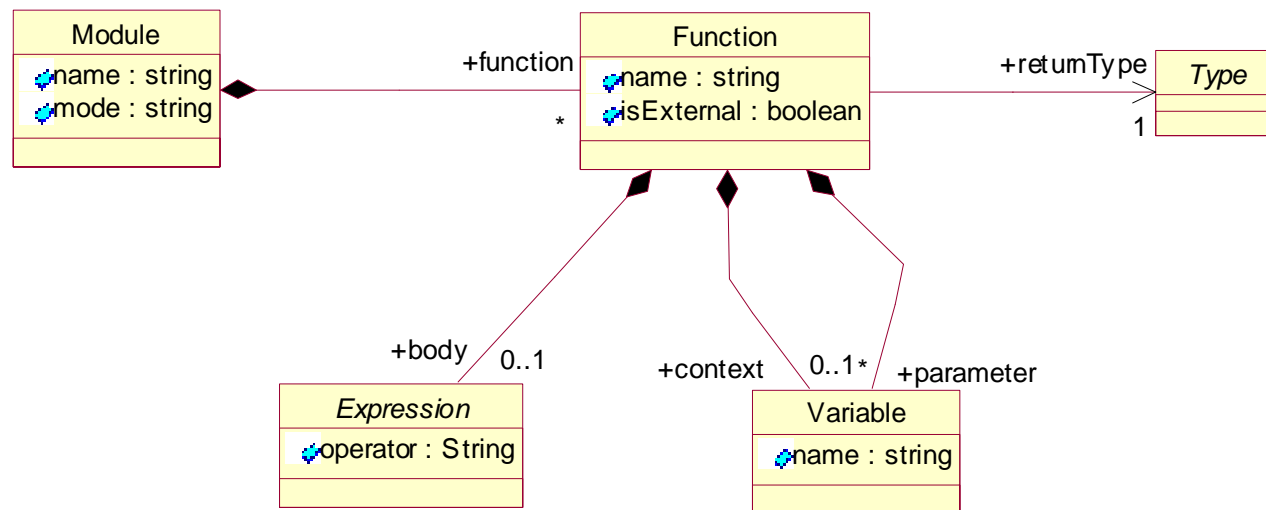 Module
name : string
mode : string
+function
*
Function
name : string
isExternal : boolean
+returnType
1
Type
+body
0..1
+context
0..1
*
+parameter
Expression
operator : String
Variable
name : string